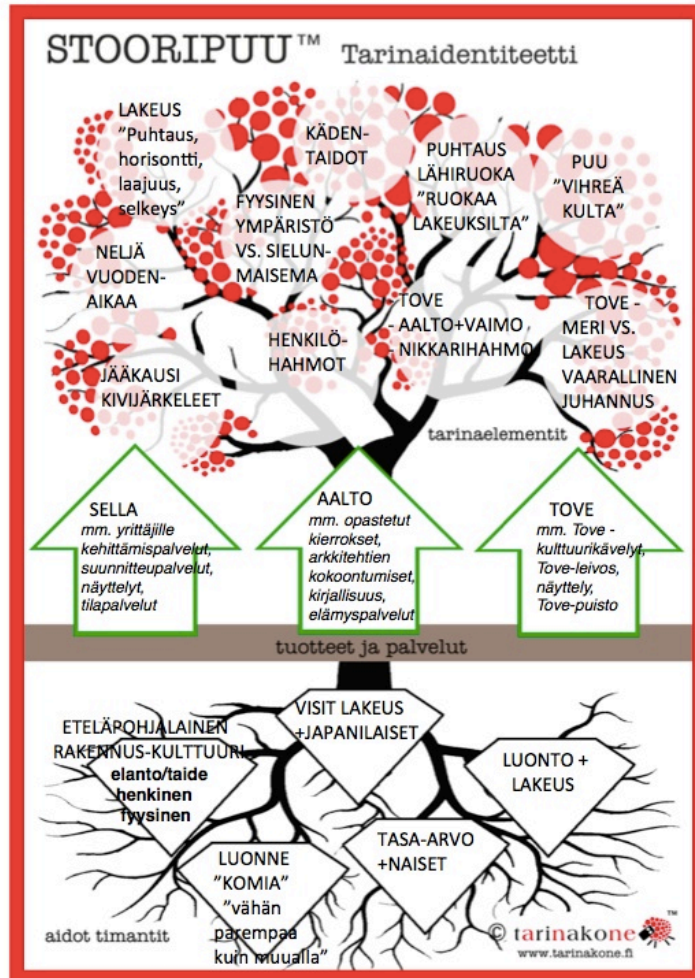 STOORIPUU™ Tarinaidentiteetti
LAKEUS
"Puhtaus,
horisontti,
laajuus,
selkeys"
KÄDEN-
TAIDOT
PUHTAUS
LÄHIRUOKA
"RUOKAA
LAKEUKSILTA"
PUU
"VIHREÄ
KULTA"
NELJÄ
VUODEN-
AIKAA
FYYSINEN
YMPÄRISTÖ
VS. SIELUN-
MAISEMA
JÄÄKAUSI
KIVIJÄRKELEET
HENKILÖ-
HAHMOT
TOVE
- AALTO+VAIMO
- NIKKARIHAHMO
TOVE -
MERI VS.
LAKEUS
VAARALLINEN
JUHANNUS
tarinaelementit
SELLA
mm. yrittäjille
kehittämispalvelut,
suunnitteupalvelut,
näyttelyt,
tilapalvelut
AALTO
mm. opastetut
kierrokset,
arkkitehtien
kokoontumiset,
kirjallisuus,
elämyspalvelut
TOVE
mm. Tove -
kulttuurikävelyt,
Tove-leivos,
näyttely,
Tove-puisto
tuotteet ja palvelut
ETELÄPOHJALAINEN
RAKENNUS-KULTTUURI
elanto/taide
henkinen
fyysinen
VISIT LAKEUS
+JAPANILAISET
LUONTO +
LAKEUS
LUONNE
"KOMIA"
"vähän
parempaa
kuin muualla"
TASA-ARVO
+NAISET
aidot timantit
© tarinakone™
www.tarinakone.fi